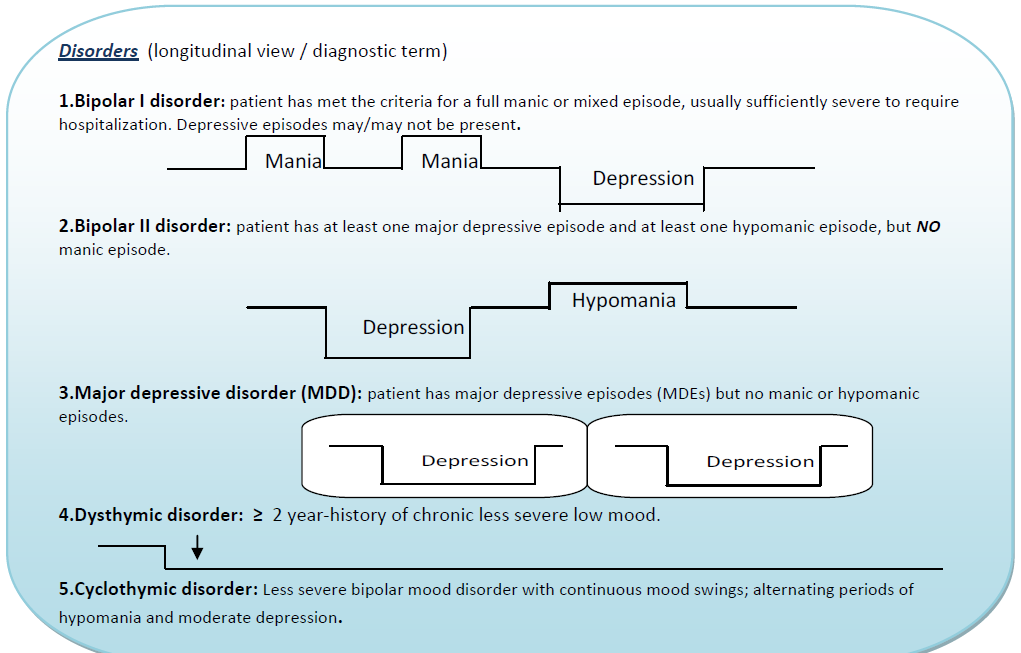 Disorders (longitudinal view / diagnostic term)
1.Bipolar I disorder: patient has met the criteria for a full manic or mixed episode, usually sufficiently severe to require
hospitalization. Depressive episodes may/may not be present.
Mania Mania
Depression
2.Bipolar II disorder: patient has at least one major depressive episode and at least one hypomanic episode, but NO
manic episode.
Hypomania
Depression
3.Major depressive disorder (MDD): patient has major depressive episodes (MDEs) but no manic or hypomanic
episodes.
Depression Depression
4.Dysthymic disorder: ≥ 2 year-history of chronic less severe low mood.
5.Cyclothymic disorder: Less severe bipolar mood disorder with continuous mood swings; alternating periods of
hypomania and moderate depression.